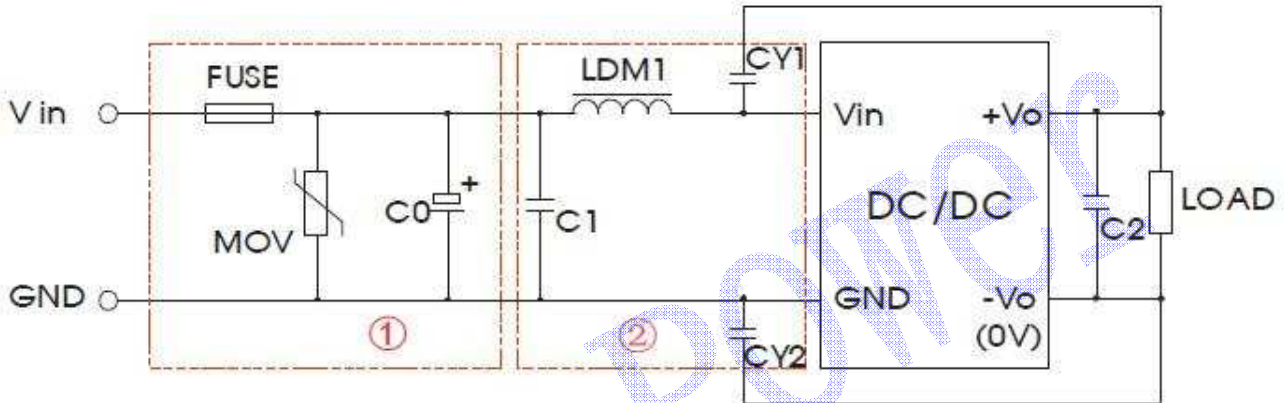 FUSE
LDM1
CY1
Vin
Vin
+Vo
MOV
C0
+
C1
DC/DC
C2
LOAD
GND
GND
-Vo
(0V)
①
②
CY2
power